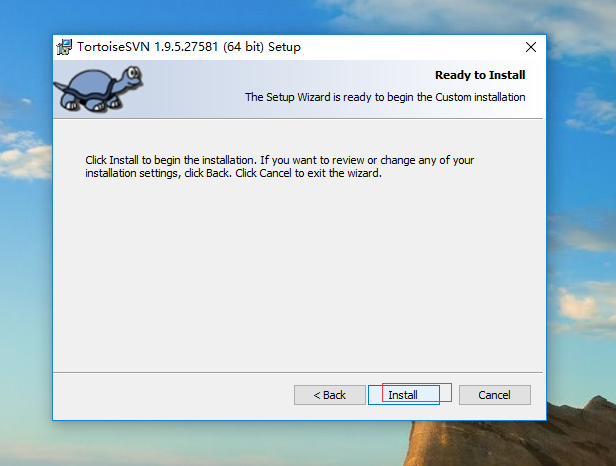 TortoiseSVN 1.9.5.27581 (64 bit) Setup
Ready to Install
The Setup Wizard is ready to begin the Custom installation
Click Install to begin the installation. If you want to review or change any of your
installation settings, click Back. Click Cancel to exit the wizard.
< Back Install Cancel